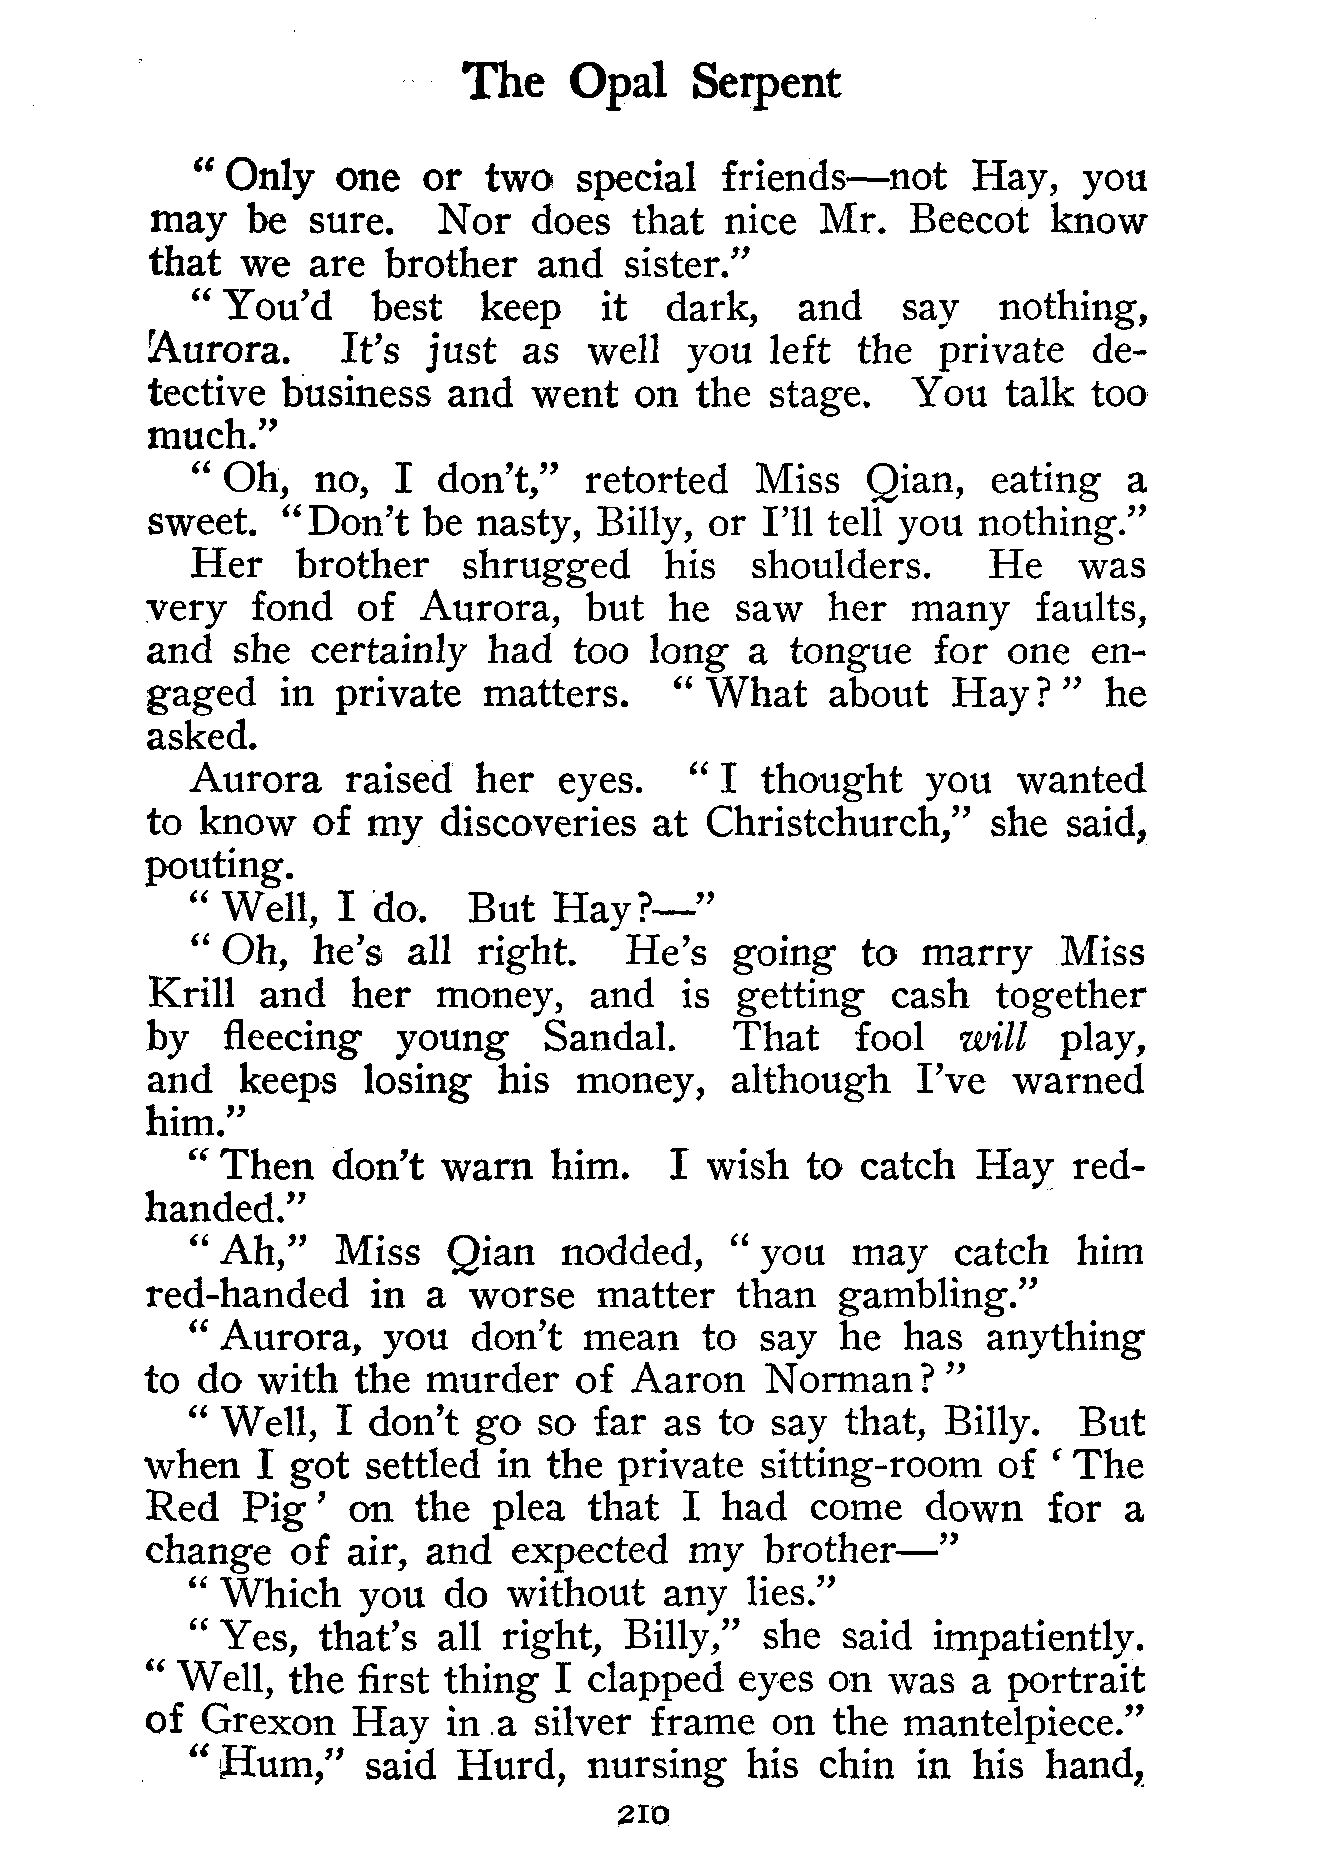 The Opal Serpent
“Only one or two special friends—not Hay, you
may be sure. Nor does that nice Mr. Beecot know
that we are brother and sister.”
“You’d best keep it dark, and say nothing,
Aurora. It’s just as well you left the private de-
tective business and went on the stage. You talk too
much.”
“Oh, no, I don’t,” retorted Miss Qian, eating a
sweet. “Don’t be nasty, Billy, or I’ll tell you nothing.”
Her brother shrugged his shoulders. He was
very fond of Aurora, but he saw her many faults,
and she certainly had too long a tongue for one en-
gaged in private matters. “What about Hay?” he
asked.
Aurora raised her eyes. “I thought you wanted
to know of my discoveries at Christchurch,” she said,
pouting.
“Well, I do. But Hay?—”
“Oh, he’s all right. He’s going to marry Miss
Krill and her money, and is getting cash together
by fleecing young Sandal. That fool will play,
and keeps losing his money, although I’ve warned
him.”
“Then don’t warn him. I wish to catch Hay red-
handed.”
“Ah,” Miss Qian nodded, “you may catch him
red-handed in a worse matter than gambling.”
“Aurora, you don’t mean to say he has anything
to do with the murder of Aaron Norman?”
“Well, I don’t go so far as to say that, Billy. But
when I got settled in the private sitting-room of ‘The
Red Pig’ on the plea that I had come down for a
change of air, and expected my brother—”
“Which you do without any lies.”
“Yes, that’s all right, Billy,” she said impatiently.
“Well, the first thing I clapped eyes on was a portrait
of Grexon Hay in a silver frame on the mantelpiece.”
“Hum,” said Hurd, nursing his chin in his hand,
210